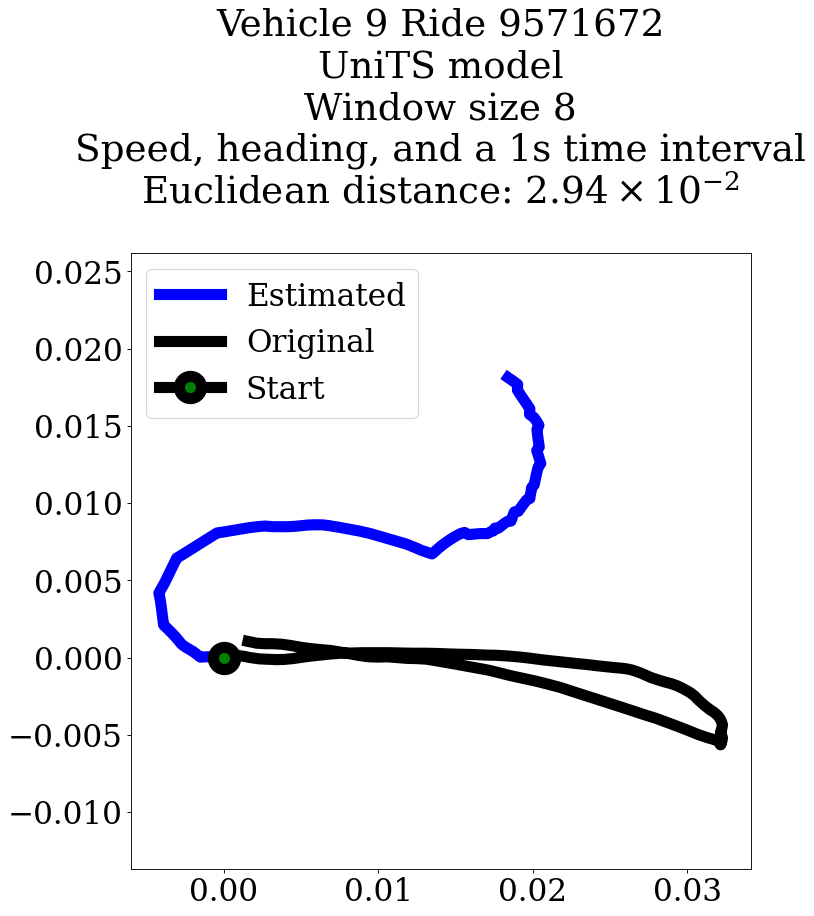 Vehicle 9 Ride 9571672
UniTS model
Window size 8
Speed, heading, and a 1s time interval
Euclidean distance: 2.94 × 10⁻²
0.025
0.020
0.015
0.010
0.005
0.000
−0.005
−0.010
Estimated
Original
Start
0.00 0.01 0.02 0.03